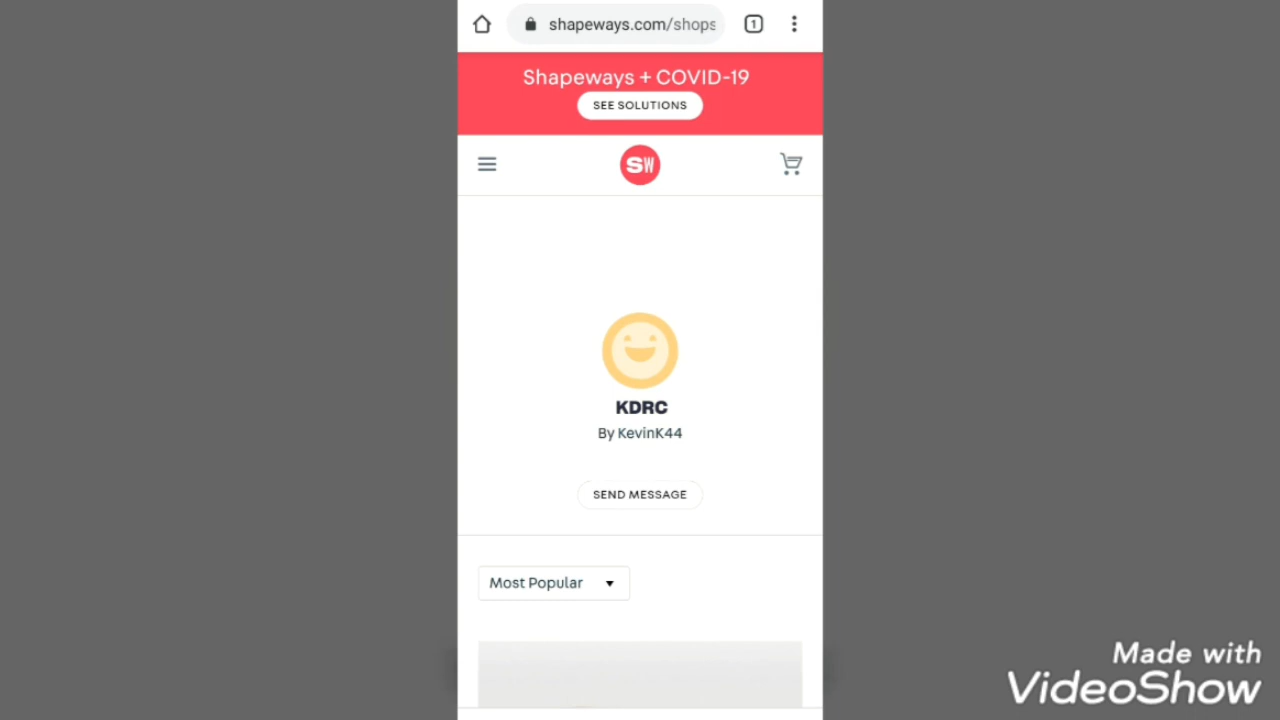 shapeways.com/shops
1
Shapeways + COVID-19
SEE SOLUTIONS
SW
KDRC
By KevinK44
SEND MESSAGE
Most Popular
Made with
VideoShow